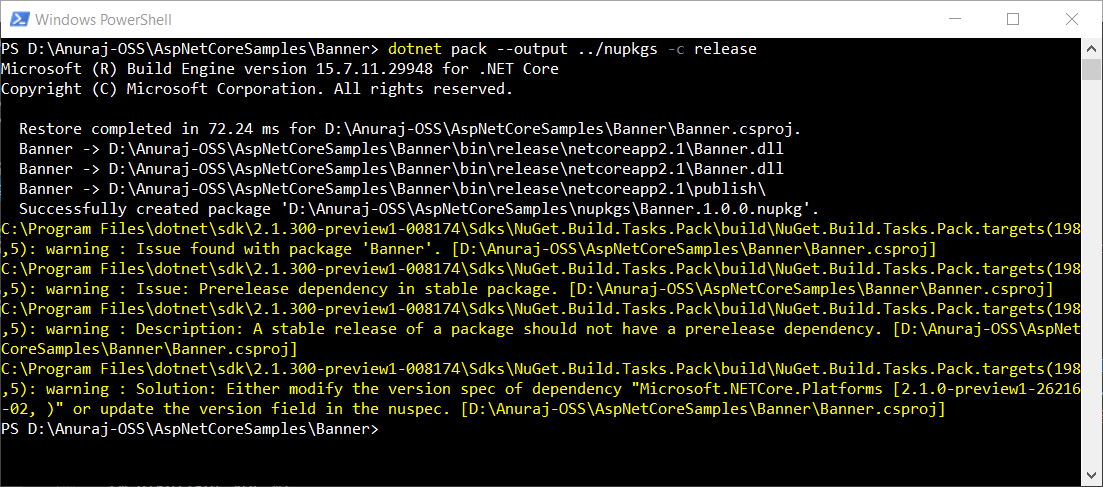 Windows PowerShell
PS D:\Anuraj-OSS\AspNetCoreSamples\Banner> dotnet pack --output ../nupkgs -c release
Microsoft (R) Build Engine version 15.7.11.29948 for .NET Core
Copyright (C) Microsoft Corporation. All rights reserved.
Restore completed in 72.24 ms for D:\Anuraj-OSS\AspNetCoreSamples\Banner\Banner.csproj.
Banner -> D:\Anuraj-OSS\AspNetCoreSamples\Banner\bin\release\netcoreapp2.1\Banner.dll
Banner -> D:\Anuraj-OSS\AspNetCoreSamples\Banner\bin\release\netcoreapp2.1\Banner.dll
Banner -> D:\Anuraj-OSS\AspNetCoreSamples\Banner\bin\release\netcoreapp2.1\publish\
Successfully created package 'D:\Anuraj-OSS\AspNetCoreSamples\nupkgs\Banner.1.0.0.nupkg'.
C:\Program Files\dotnet\sdk\2.1.300-preview1-008174\Sdks\NuGet.Build.Tasks.Pack\build\NuGet.Build.Tasks.Pack.targets(198
,5): warning : Issue found with package 'Banner'. [D:\Anuraj-OSS\AspNetCoreSamples\Banner\Banner.csproj]
C:\Program Files\dotnet\sdk\2.1.300-preview1-008174\Sdks\NuGet.Build.Tasks.Pack\build\NuGet.Build.Tasks.Pack.targets(198
,5): warning : Issue: Prerelease dependency in stable package. [D:\Anuraj-OSS\AspNetCoreSamples\Banner\Banner.csproj]
C:\Program Files\dotnet\sdk\2.1.300-preview1-008174\Sdks\NuGet.Build.Tasks.Pack\build\NuGet.Build.Tasks.Pack.targets(198
,5): warning : Description: A stable release of a package should not have a prerelease dependency. [D:\Anuraj-OSS\AspNet
CoreSamples\Banner\Banner.csproj]
C:\Program Files\dotnet\sdk\2.1.300-preview1-008174\Sdks\NuGet.Build.Tasks.Pack\build\NuGet.Build.Tasks.Pack.targets(198
,5): warning : Solution: Either modify the version spec of dependency "Microsoft.NETCore.Platforms [2.1.0-preview1-26216
-02, )" or update the version field in the nuspec. [D:\Anuraj-OSS\AspNetCoreSamples\Banner\Banner.csproj]
PS D:\Anuraj-OSS\AspNetCoreSamples\Banner>